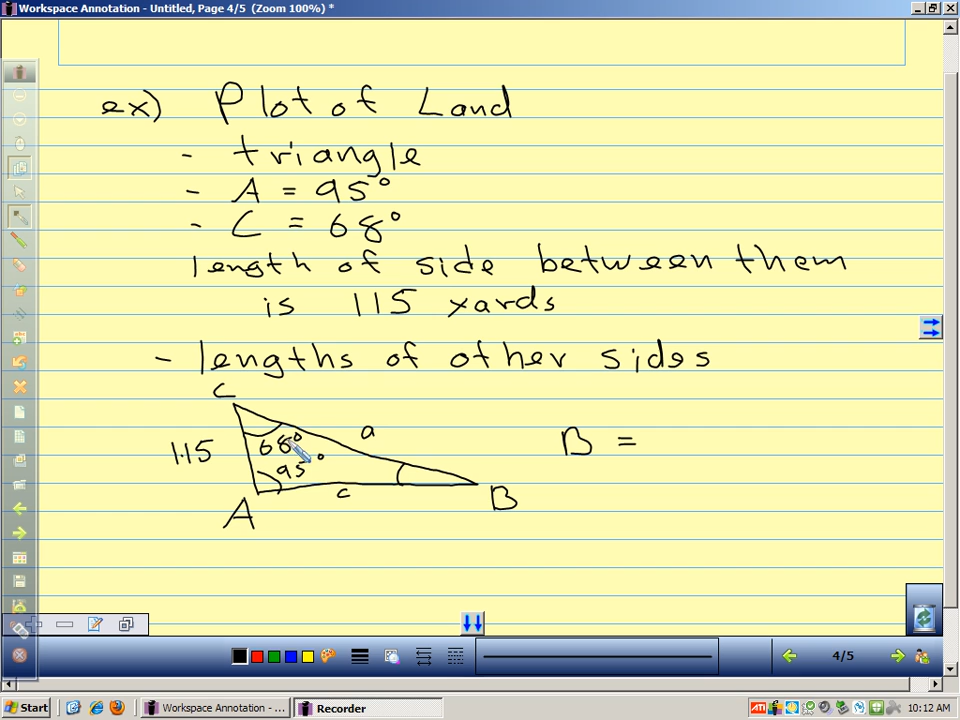 Workspace Annotation - Untitled, Page 4/5 (Zoom 100%) *
ex) Plot of Land
- triangle
- A = 95°
- C = 68°
length of side between them
is 115 yards
- lengths of other sides
C
115 68° a B =
95°
A c B
4/5
Start Workspace Annotation - ... Recorder ATI 10:12 AM